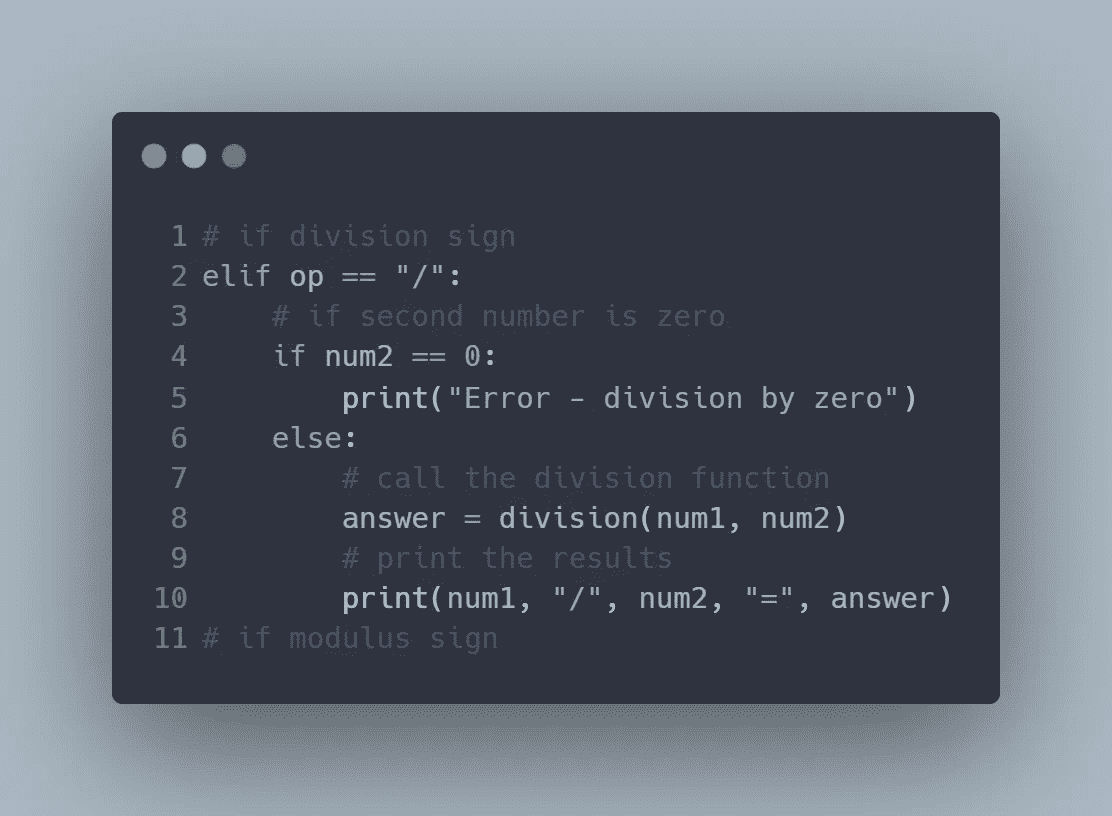 1 # if division sign
2 elif op == "/":
3     # if second number is zero
4     if num2 == 0:
5         print("Error - division by zero")
6     else:
7         # call the division function
8         answer = division(num1, num2)
9         # print the results
10         print(num1, "/", num2, "=", answer)
11 # if modulus sign